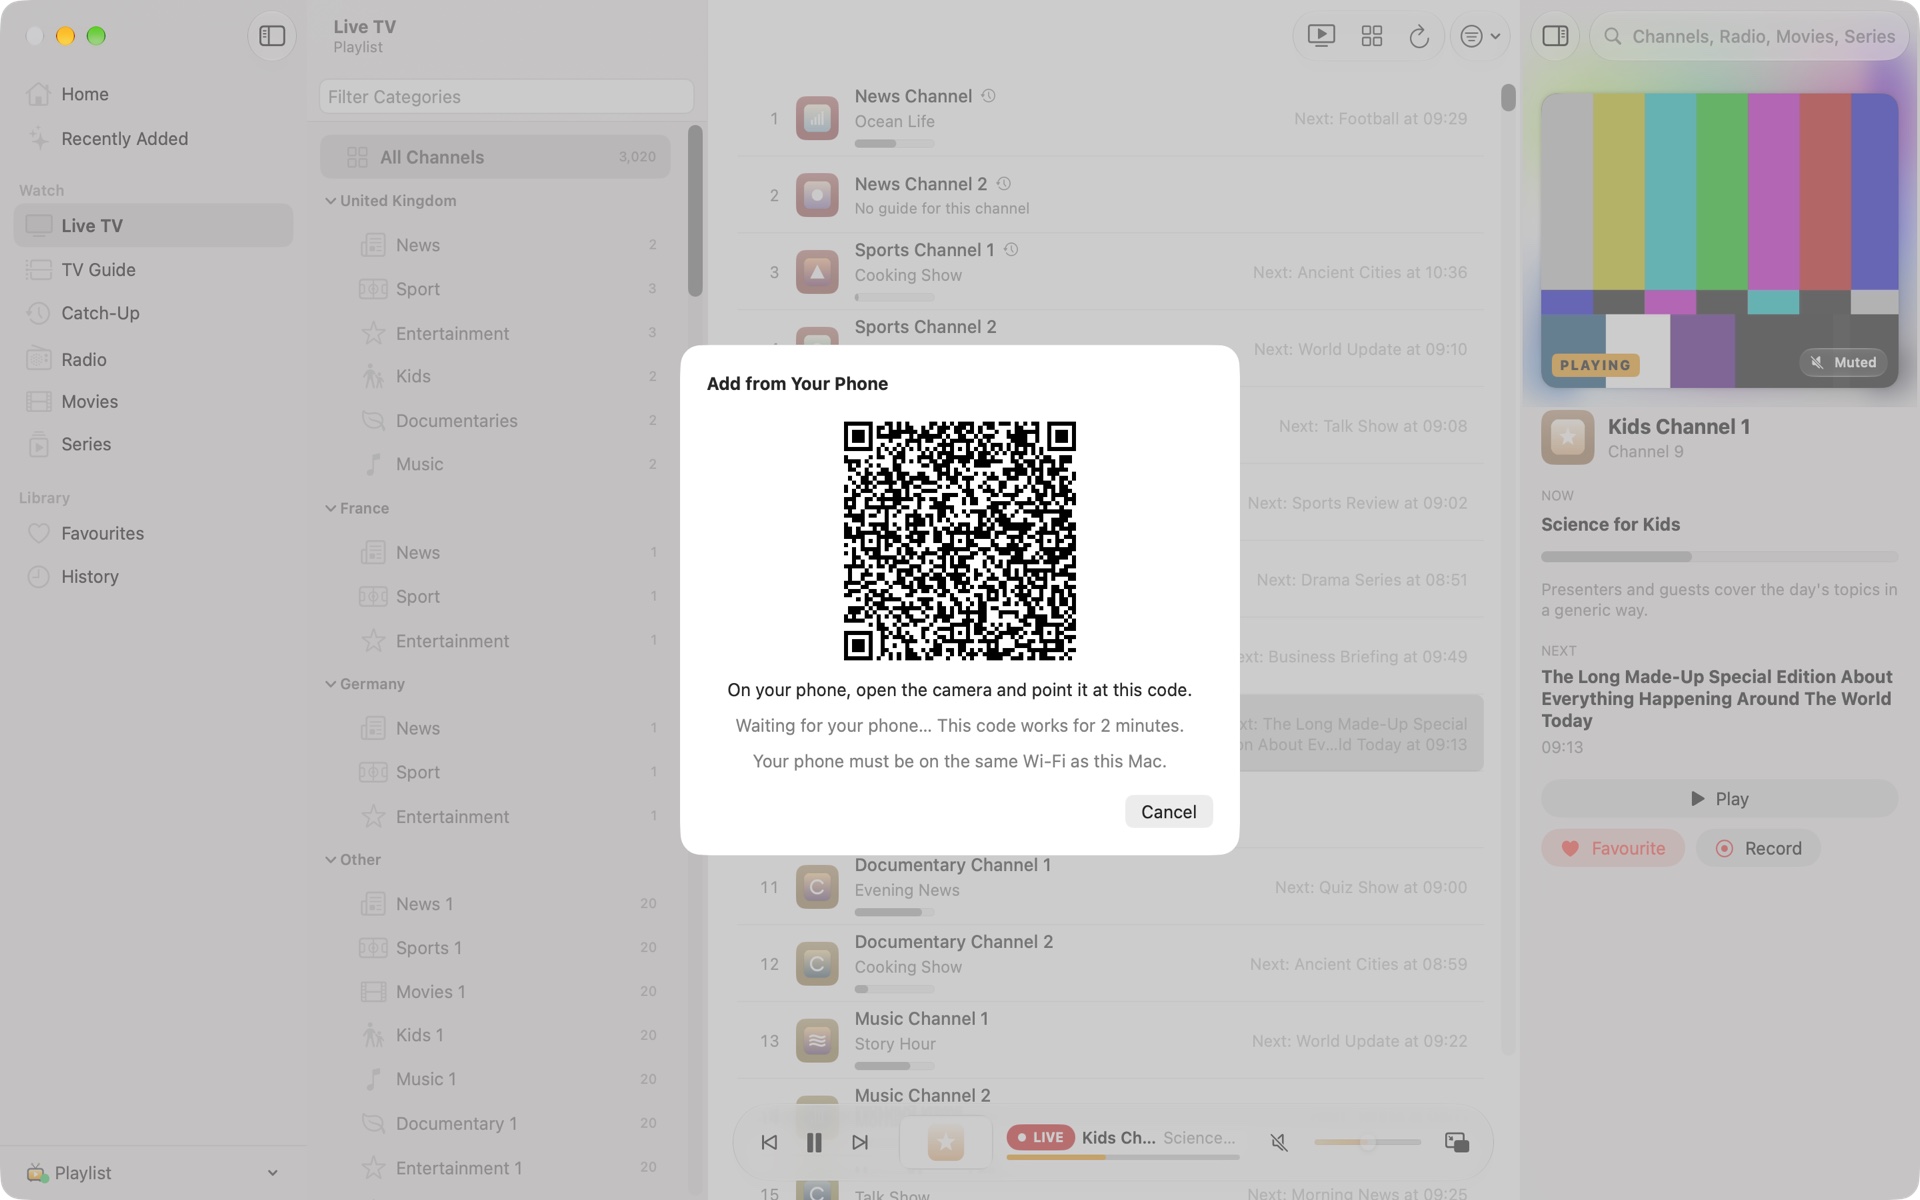 Live TV
Playlist
Channels, Radio, Movies, Series
Home
Recently Added
Watch
Live TV
TV Guide
Catch-Up
Radio
Movies
Series
Library
Favourites
History
Playlist
Filter Categories
All Channels 3,020
United Kingdom
News 2
Sport 3
Entertainment 3
Kids 2
Documentaries 2
Music 2
France
News 1
Sport 1
Entertainment 1
Germany
News 1
Sport 1
Entertainment 1
Other
News 1 20
Sports 1 20
Movies 1 20
Kids 1 20
Music 1 20
Documentary 1 20
Entertainment 1 20
1 News Channel
Ocean Life
Next: Football at 09:29
2 News Channel 2
No guide for this channel
3 Sports Channel 1
Cooking Show
Next: Ancient Cities at 10:36
Sports Channel 2
Next: World Update at 09:10
Next: Talk Show at 09:08
Next: Sports Review at 09:02
Next: Drama Series at 08:51
Business Briefing at 09:49
The Long Made-Up Special
About Ev...ld Today at 09:13
Add from Your Phone
On your phone, open the camera and point it at this code.
Waiting for your phone... This code works for 2 minutes.
Your phone must be on the same Wi-Fi as this Mac.
Cancel
11 Documentary Channel 1
Evening News
Next: Quiz Show at 09:00
12 Documentary Channel 2
Cooking Show
Next: Ancient Cities at 08:59
13 Music Channel 1
Story Hour
Next: World Update at 09:22
Music Channel 2
LIVE Kids Ch... Science...
15 Talk Show
Next: Morning News at 09:25
PLAYING
Muted
Kids Channel 1
Channel 9
NOW
Science for Kids
Presenters and guests cover the day's topics in
a generic way.
NEXT
The Long Made-Up Special Edition About
Everything Happening Around The World
Today
09:13
Play
Favourite
Record